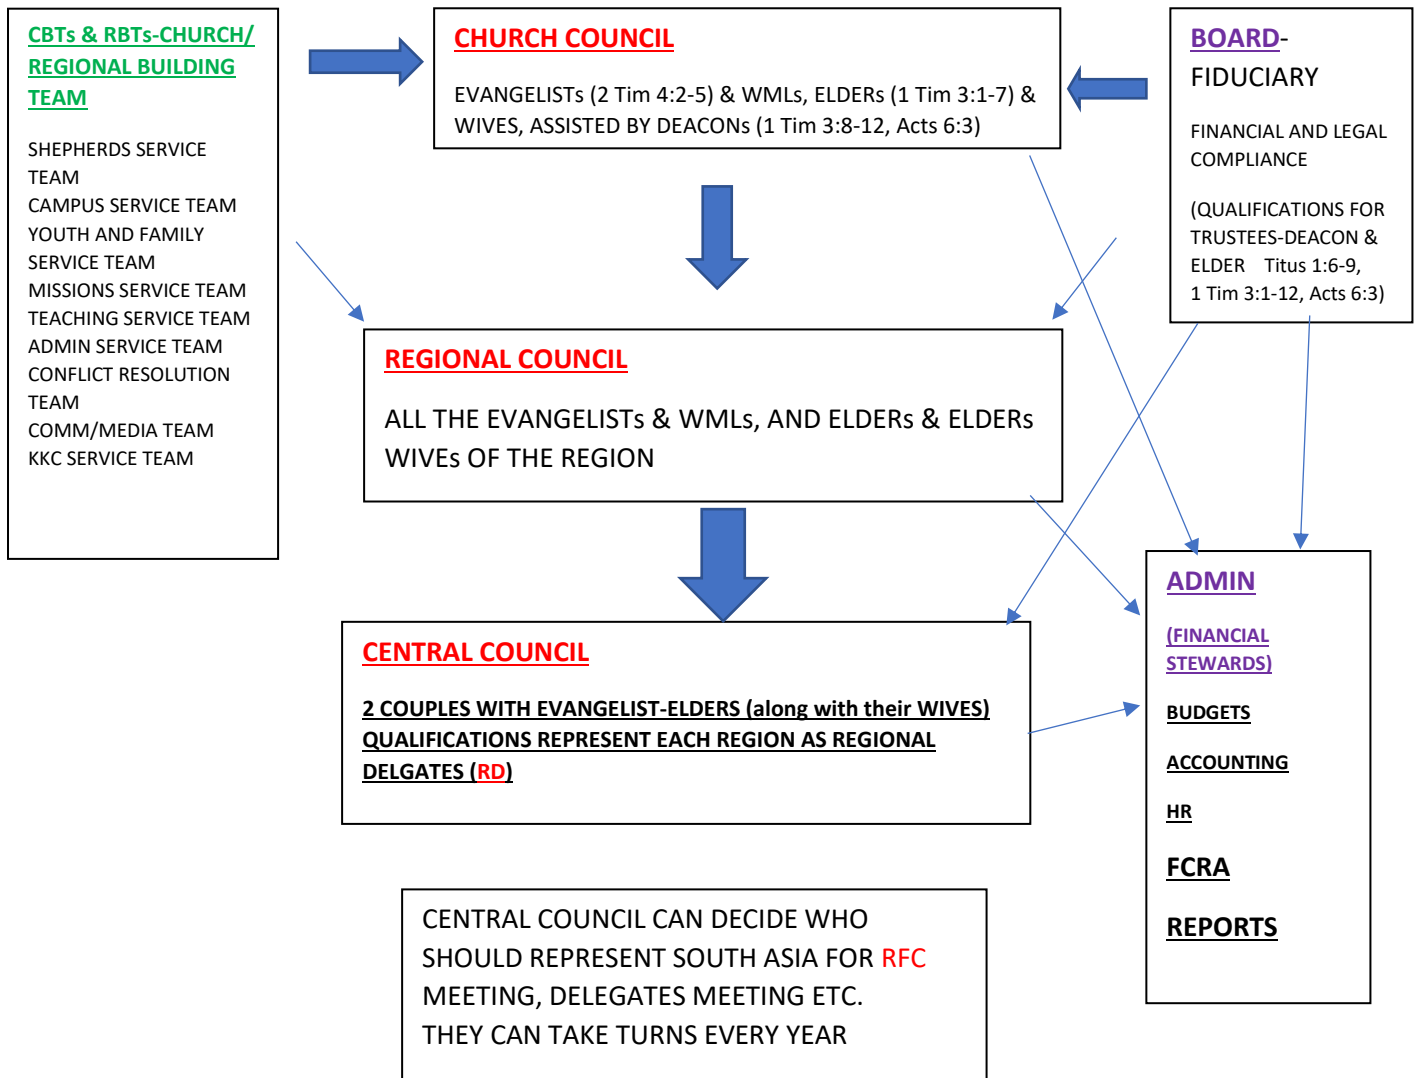 CBTs & RBTs-CHURCH/
REGIONAL BUILDING
TEAM
SHEPHERDS SERVICE
TEAM
CAMPUS SERVICE TEAM
YOUTH AND FAMILY
SERVICE TEAM
MISSIONS SERVICE TEAM
TEACHING SERVICE TEAM
ADMIN SERVICE TEAM
CONFLICT RESOLUTION
TEAM
COMM/MEDIA TEAM
KKC SERVICE TEAM
CHURCH COUNCIL
EVANGELISTs (2 Tim 4:2-5) & WMLs, ELDERs (1 Tim 3:1-7) &
WIVES, ASSISTED BY DEACONs (1 Tim 3:8-12, Acts 6:3)
BOARD-
FIDUCIARY
FINANCIAL AND LEGAL
COMPLIANCE
(QUALIFICATIONS FOR
TRUSTEES-DEACON &
ELDER Titus 1:6-9,
1 Tim 3:1-12, Acts 6:3)
REGIONAL COUNCIL
ALL THE EVANGELISTs & WMLs, AND ELDERs & ELDERs
WIVEs OF THE REGION
CENTRAL COUNCIL
2 COUPLES WITH EVANGELIST-ELDERS (along with their WIVES)
QUALIFICATIONS REPRESENT EACH REGION AS REGIONAL
DELGATES (RD)
ADMIN
(FINANCIAL
STEWARDS)
BUDGETS
ACCOUNTING
HR
FCRA
REPORTS
CENTRAL COUNCIL CAN DECIDE WHO
SHOULD REPRESENT SOUTH ASIA FOR RFC
MEETING, DELEGATES MEETING ETC.
THEY CAN TAKE TURNS EVERY YEAR